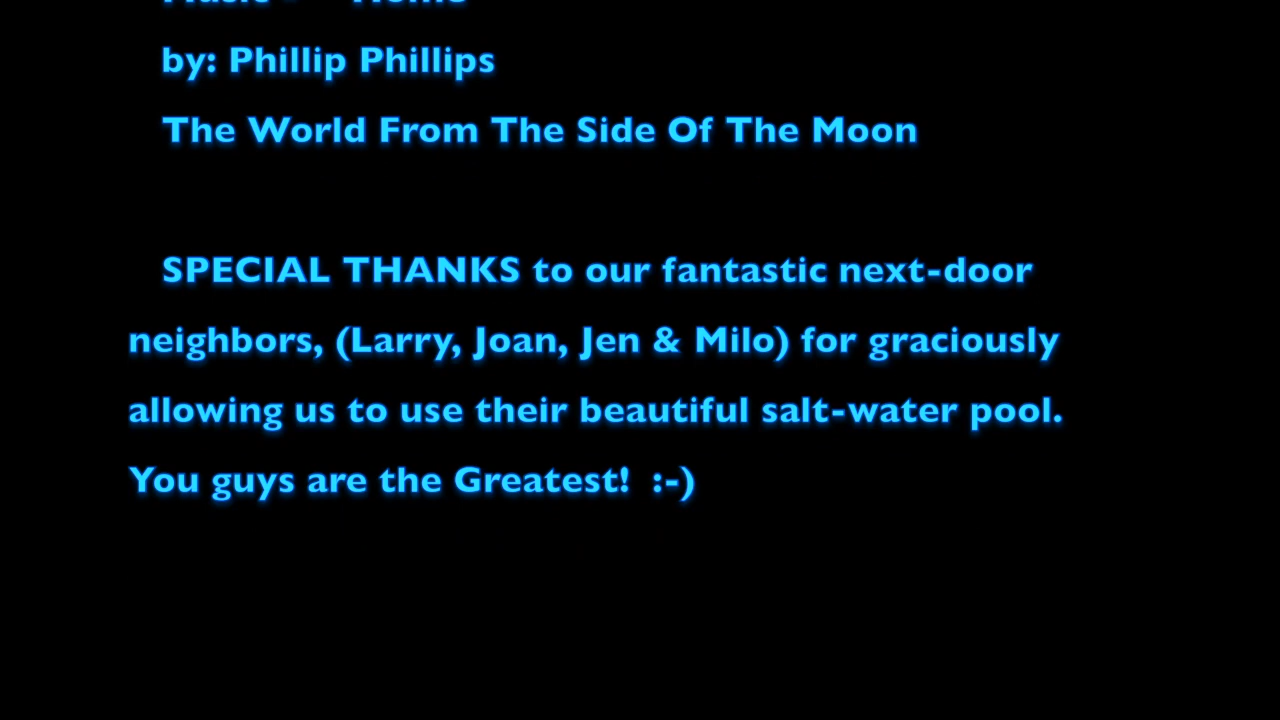 Music Home
by: Phillip Phillips
The World From The Side Of The Moon
SPECIAL THANKS to our fantastic next-door
neighbors, (Larry, Joan, Jen & Milo) for graciously
allowing us to use their beautiful salt-water pool.
You guys are the Greatest!  :-)